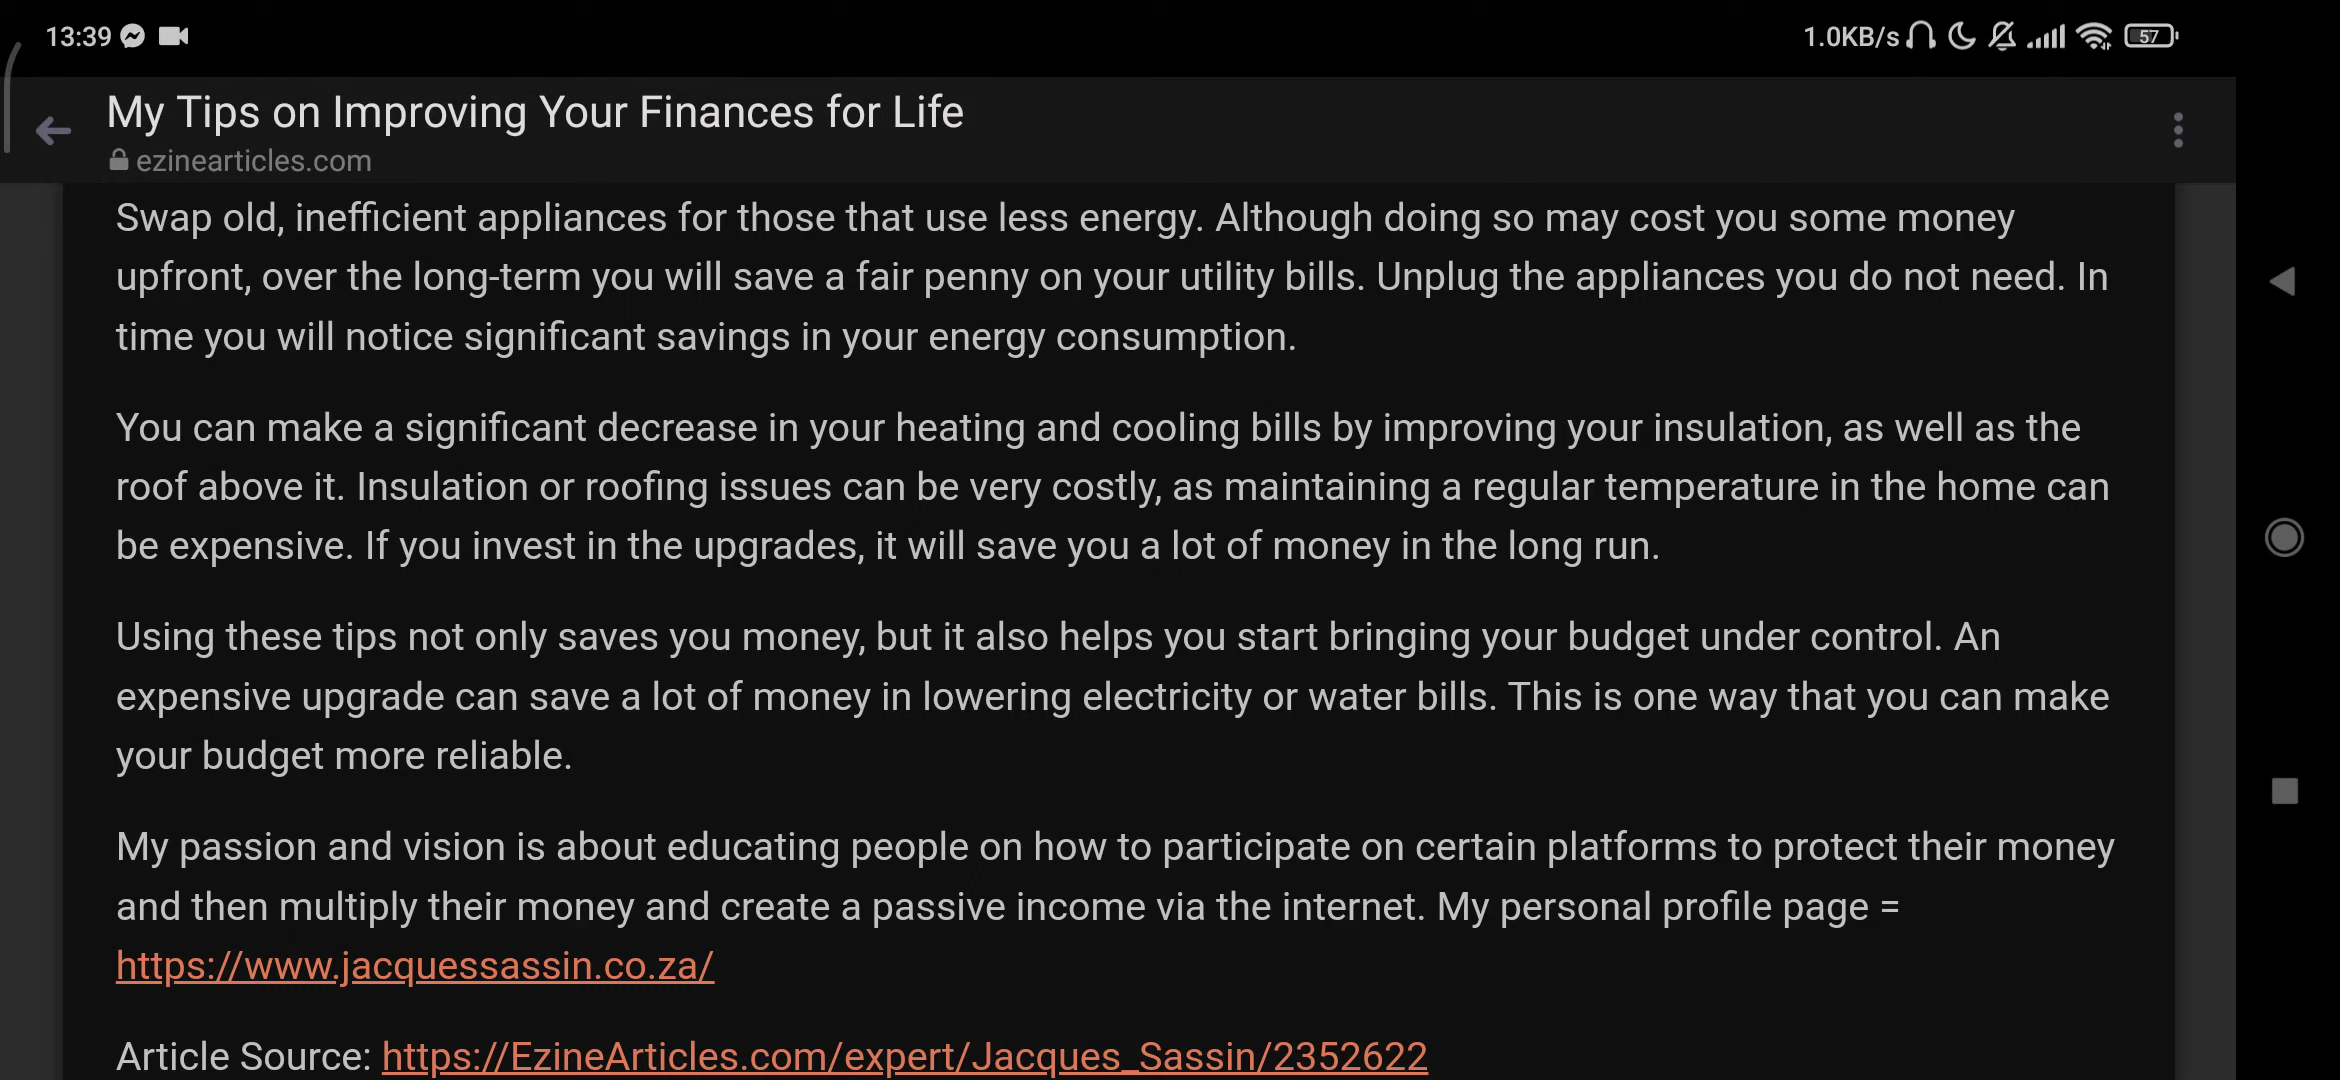 13:39
1.0KB/s
57
My Tips on Improving Your Finances for Life
ezinearticles.com
Swap old, inefficient appliances for those that use less energy. Although doing so may cost you some money
upfront, over the long-term you will save a fair penny on your utility bills. Unplug the appliances you do not need. In
time you will notice significant savings in your energy consumption.
You can make a significant decrease in your heating and cooling bills by improving your insulation, as well as the
roof above it. Insulation or roofing issues can be very costly, as maintaining a regular temperature in the home can
be expensive. If you invest in the upgrades, it will save you a lot of money in the long run.
Using these tips not only saves you money, but it also helps you start bringing your budget under control. An
expensive upgrade can save a lot of money in lowering electricity or water bills. This is one way that you can make
your budget more reliable.
My passion and vision is about educating people on how to participate on certain platforms to protect their money
and then multiply their money and create a passive income via the internet. My personal profile page =
https://www.jacquessassin.co.za/
Article Source: https://EzineArticles.com/expert/Jacques_Sassin/2352622